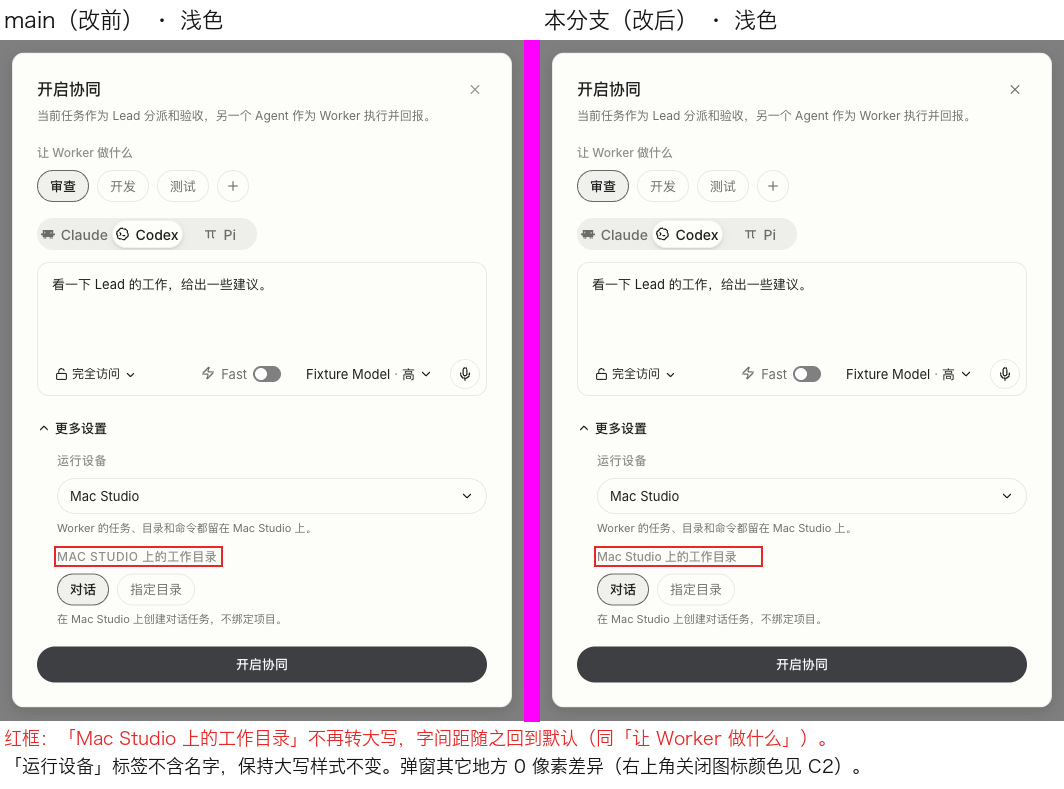 main（改前） · 浅色
本分支（改后） · 浅色
开启协同
当前任务作为 Lead 分派和验收，另一个 Agent 作为 Worker 执行并回报。
让 Worker 做什么
审查 开发 测试
Claude Codex Pi
看一下 Lead 的工作，给出一些建议。
完全访问 Fast Fixture Model · 高
更多设置
运行设备
Mac Studio
Worker 的任务、目录和命令都留在 Mac Studio 上。
MAC STUDIO 上的工作目录
对话 指定目录
在 Mac Studio 上创建对话任务，不绑定项目。
开启协同
开启协同
当前任务作为 Lead 分派和验收，另一个 Agent 作为 Worker 执行并回报。
让 Worker 做什么
审查 开发 测试
Claude Codex Pi
看一下 Lead 的工作，给出一些建议。
完全访问 Fast Fixture Model · 高
更多设置
运行设备
Mac Studio
Worker 的任务、目录和命令都留在 Mac Studio 上。
Mac Studio 上的工作目录
对话 指定目录
在 Mac Studio 上创建对话任务，不绑定项目。
开启协同
红框：「Mac Studio 上的工作目录」不再转大写，字间距随之回到默认（同「让 Worker 做什么」）。
「运行设备」标签不含名字，保持大写样式不变。弹窗其它地方 0 像素差异（右上角关闭图标颜色见 C2）。